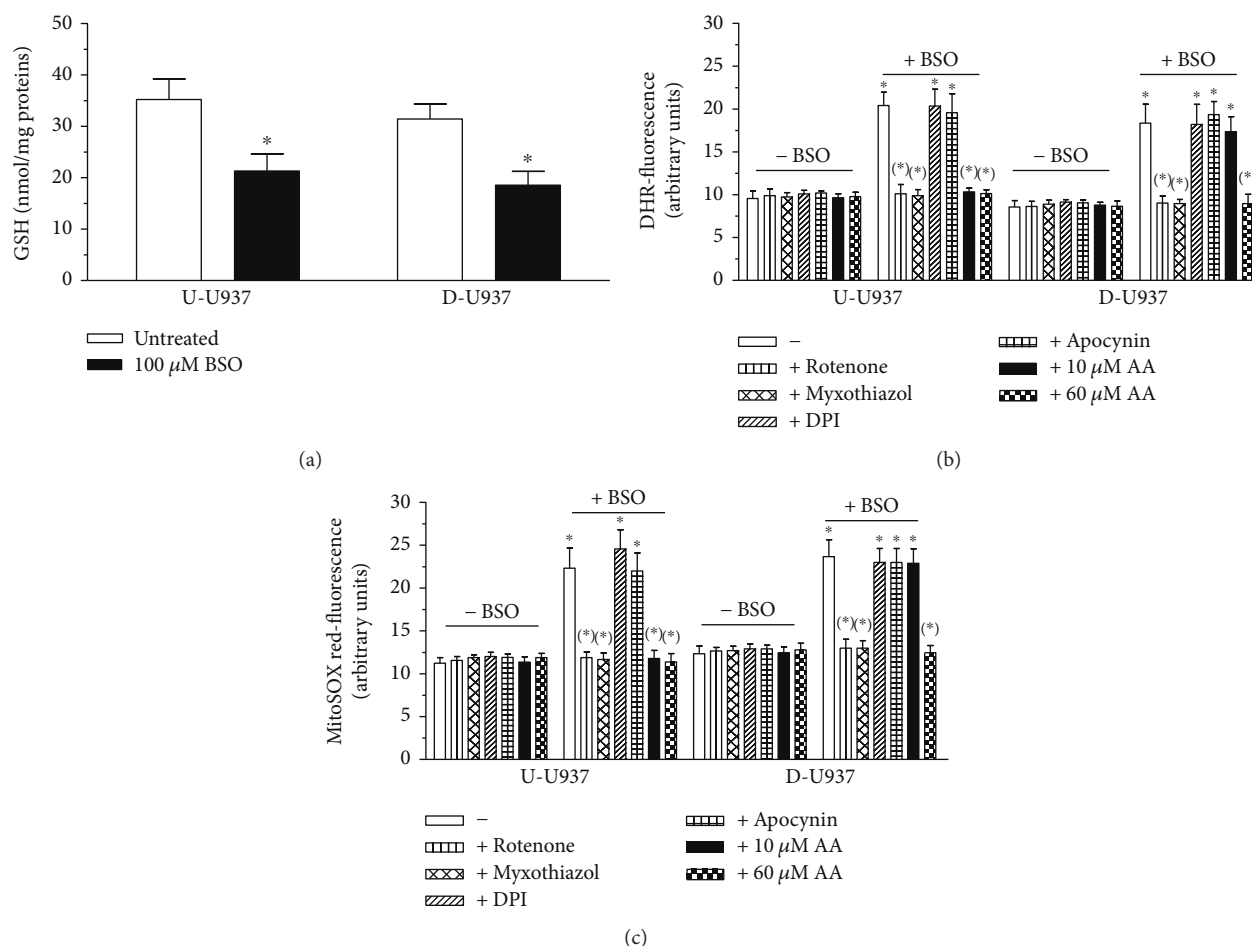 50
40
30
20
10
0
GSH (nmol/mg proteins)
*
*
U-U937
D-U937
Untreated
100 μM BSO
(a)
30
25
20
15
10
5
0
DHR-fluorescence
(arbitrary units)
− BSO
+ BSO
− BSO
+ BSO
*
(*)
(*)
*
*
(*)
(*)
*
(*)
(*)
*
*
*
(*
U-U937
D-U937
−
+ Rotenone
+ Myxothiazol
+ DPI
+ Apocynin
+ 10 μM AA
+ 60 μM AA
(b)
30
25
20
15
10
5
0
MitoSOX red-fluorescence
(arbitrary units)
− BSO
+ BSO
− BSO
+ BSO
*
(*)
(*)
*
*
(*)
(*)
*
(*)
(*)
*
*
*
(*)
U-U937
D-U937
−
+ Rotenone
+ Myxothiazol
+ DPI
+ Apocynin
+ 10 μM AA
+ 60 μM AA
(c)